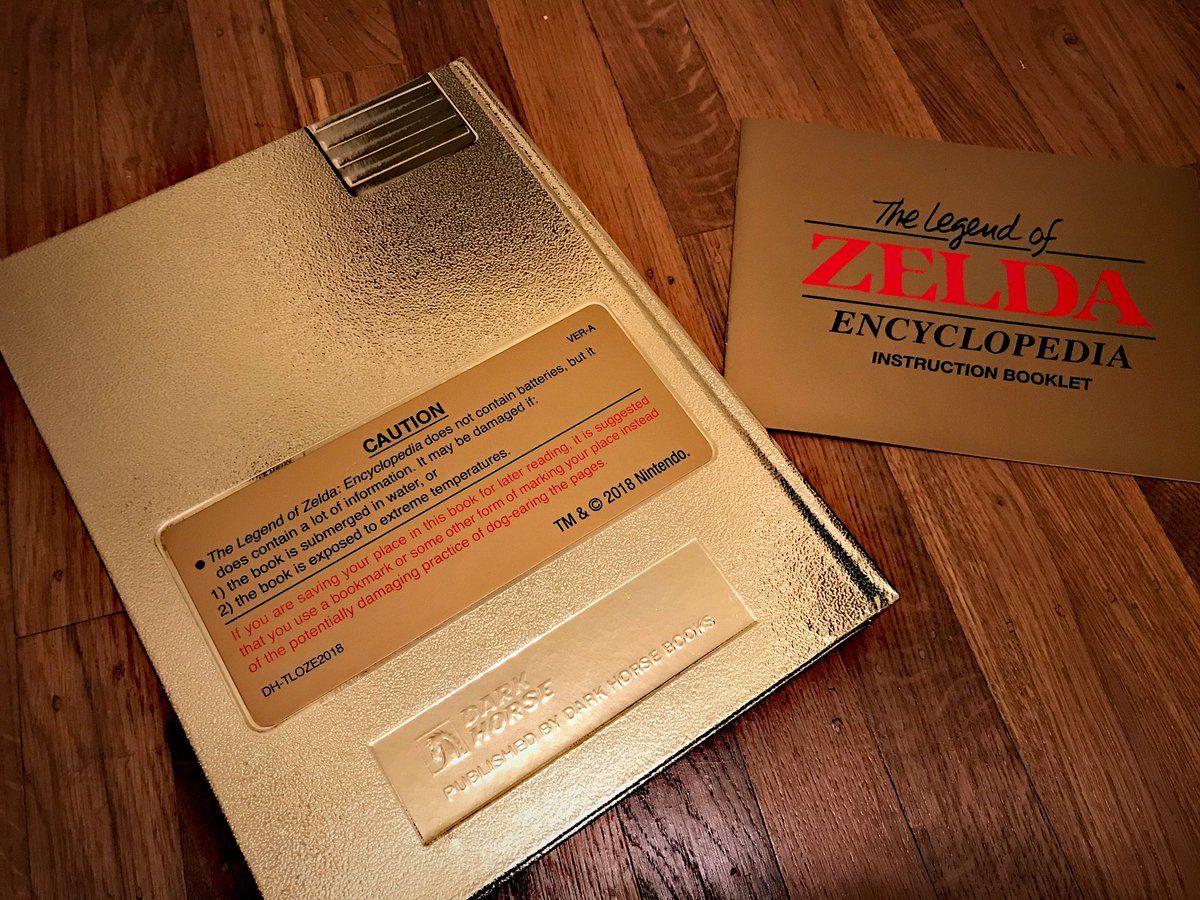 VER-A
CAUTION
● The Legend of Zelda: Encyclopedia does not contain batteries, but it
does contain a lot of information. It may be damaged if:
1) the book is submerged in water, or
2) the book is exposed to extreme temperatures.
If you are saving your place in this book for later reading, it is suggested
that you use a bookmark or some other form of marking your place instead
of the potentially damaging practice of dog-earing the pages.
TM & © 2018 Nintendo.
DH-TLOZE2018
DARK
HORSE
PUBLISHED BY DARK HORSE BOOKS
The Legend of
ZELDA
ENCYCLOPEDIA
INSTRUCTION BOOKLET